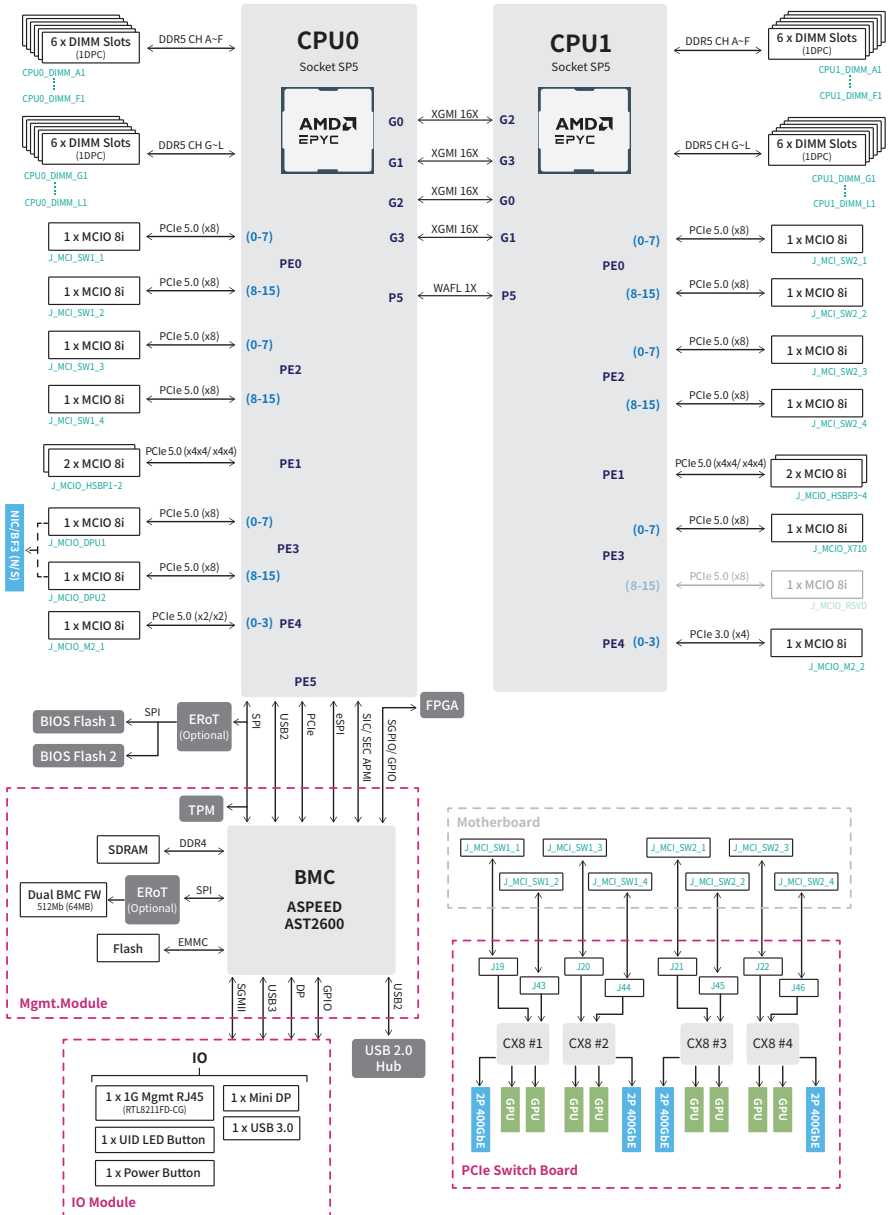 CPU0
Socket SP5
AMD
EPYC
CPU1
Socket SP5
AMD
EPYC
6 x DIMM Slots
(1DPC)
DDR5 CH A~F
CPU0_DIMM_A1
CPU0_DIMM_F1
6 x DIMM Slots
(1DPC)
DDR5 CH G~L
CPU0_DIMM_G1
CPU0_DIMM_L1
1 x MCIO 8i
PCIe 5.0 (x8)
(0-7)
J_MCI_SW1_1
PE0
1 x MCIO 8i
PCIe 5.0 (x8)
(8-15)
J_MCI_SW1_2
1 x MCIO 8i
PCIe 5.0 (x8)
(0-7)
J_MCI_SW1_3
PE2
1 x MCIO 8i
PCIe 5.0 (x8)
(8-15)
J_MCI_SW1_4
2 x MCIO 8i
PCIe 5.0 (x4x4/ x4x4)
PE1
J_MCIO_HSBP1~2
NIC/BF3 (N/S)
1 x MCIO 8i
PCIe 5.0 (x8)
(0-7)
J_MCIO_DPU1
PE3
1 x MCIO 8i
PCIe 5.0 (x8)
(8-15)
J_MCIO_DPU2
1 x MCIO 8i
PCIe 5.0 (x2/x2)
(0-3) PE4
J_MCIO_M2_1
PE5
G0
XGMI 16X
G2
G1
XGMI 16X
G3
G2
XGMI 16X
G0
G3
XGMI 16X
G1
P5
WAFL 1X
P5
DDR5 CH A~F
6 x DIMM Slots
(1DPC)
CPU1_DIMM_A1
CPU1_DIMM_F1
DDR5 CH G~L
6 x DIMM Slots
(1DPC)
CPU1_DIMM_G1
CPU1_DIMM_L1
(0-7)
PCIe 5.0 (x8)
1 x MCIO 8i
J_MCI_SW2_1
PE0
(8-15)
PCIe 5.0 (x8)
1 x MCIO 8i
J_MCI_SW2_2
(0-7)
PCIe 5.0 (x8)
1 x MCIO 8i
J_MCI_SW2_3
PE2
(8-15)
PCIe 5.0 (x8)
1 x MCIO 8i
J_MCI_SW2_4
PE1
PCIe 5.0 (x4x4/ x4x4)
2 x MCIO 8i
J_MCIO_HSBP3~4
(0-7)
PCIe 5.0 (x8)
1 x MCIO 8i
J_MCIO_X710
PE3
(8-15)
PCIe 5.0 (x8)
1 x MCIO 8i
J_MCIO_RSVD
PE4 (0-3)
PCIe 3.0 (x4)
1 x MCIO 8i
J_MCIO_M2_2
BIOS Flash 1
BIOS Flash 2
SPI
ERoT
(Optional)
SPI
USB2
PCIe
eSPI
SIC/ SEC APMI
SGPIO/ GPIO
FPGA
TPM
SDRAM
DDR4
BMC
ASPEED
AST2600
Dual BMC FW
512Mb (64MB)
ERoT
(Optional)
SPI
Flash
EMMC
Mgmt.Module
SGMII
USB3
DP
GPIO
USB2
USB 2.0
Hub
IO
1 x 1G Mgmt RJ45
(RTL8211FD-CG)
1 x Mini DP
1 x UID LED Button
1 x USB 3.0
1 x Power Button
IO Module
Motherboard
J_MCI_SW1_1
J_MCI_SW1_3
J_MCI_SW2_1
J_MCI_SW2_3
J_MCI_SW1_2
J_MCI_SW1_4
J_MCI_SW2_2
J_MCI_SW2_4
J19
J20
J21
J22
J43
J44
J45
J46
CX8 #1
CX8 #2
CX8 #3
CX8 #4
2P 400GbE
GPU
GPU
GPU
GPU
2P 400GbE
2P 400GbE
GPU
GPU
GPU
GPU
2P 400GbE
PCIe Switch Board